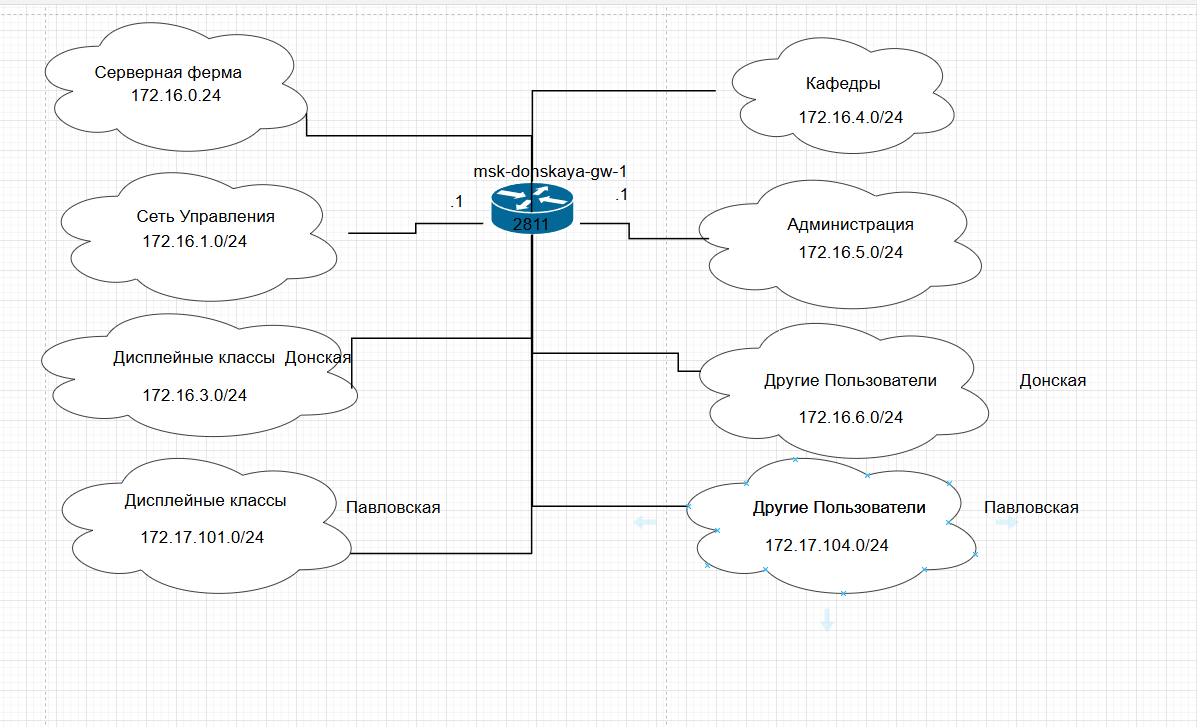 Серверная ферма
172.16.0.24
Кафедры
172.16.4.0/24
msk-donskaya-gw-1
.1
.1
2811
Сеть Управления
172.16.1.0/24
Администрация
172.16.5.0/24
Дисплейные классы Донская
172.16.3.0/24
Другие Пользователи
172.16.6.0/24
Донская
Дисплейные классы
172.17.101.0/24
Павловская
Другие Пользователи
172.17.104.0/24
Павловская